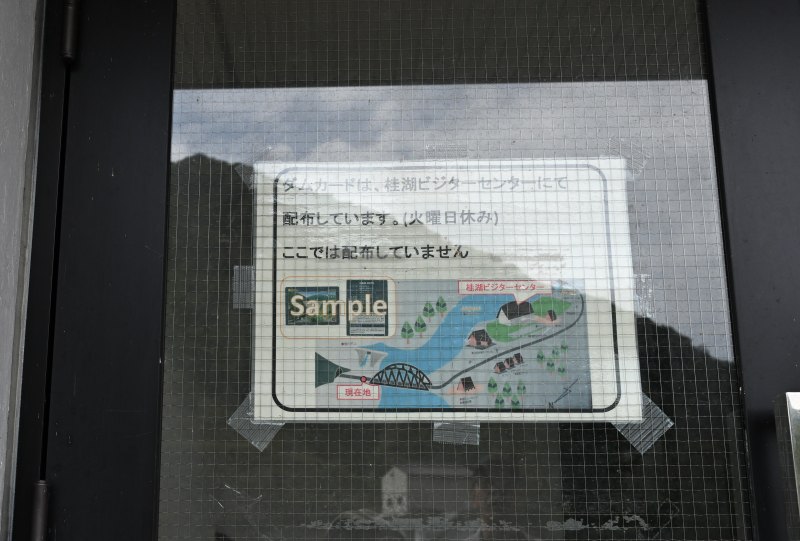 ダムカードは、桂湖ビジターセンターにて
配布しています。(火曜日休み)
ここでは配布していません
Sample
桂湖ビジターセンター
現在地